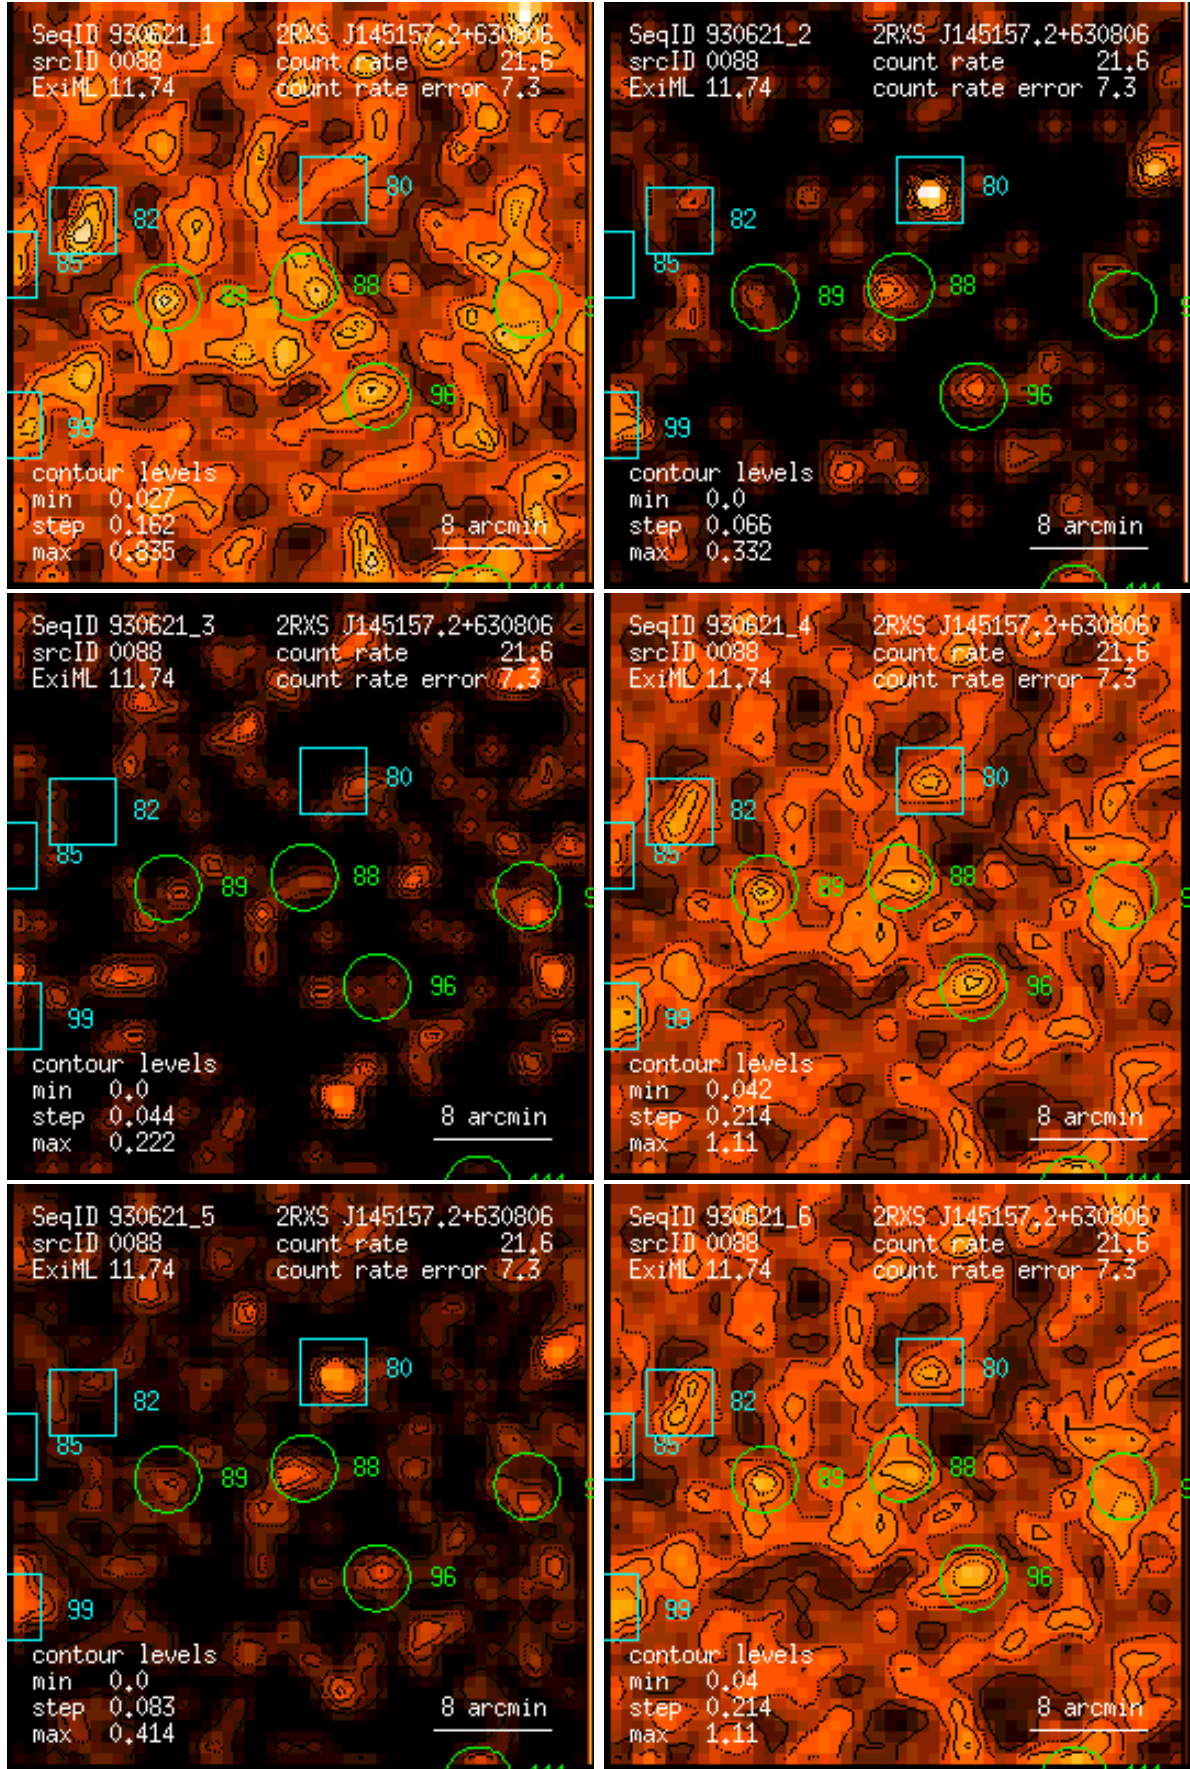 SeqID 930621_1 2RXS J145157.2+630806
srcID 0088 count rate 21.6
ExiML 11.74 count rate error 7.3
80
82
85
89 88
96
99
contour levels
min 0.027
step 0.162 8 arcmin
max 0.835
111
SeqID 930621_2 2RXS J145157.2+630806
srcID 0088 count rate 21.6
ExiML 11.74 count rate error 7.3
80
82
85
89 88
96
99
contour levels
min 0.0
step 0.066 8 arcmin
max 0.332
111
SeqID 930621_3 2RXS J145157.2+630806
srcID 0088 count rate 21.6
ExiML 11.74 count rate error 7.3
80
82
85
89 88
96
99
contour levels
min 0.0
step 0.044 8 arcmin
max 0.222
SeqID 930621_4 2RXS J145157.2+630806
srcID 0088 count rate 21.6
ExiML 11.74 count rate error 7.3
80
82
85
89 88
96
99
contour levels
min 0.042
step 0.214 8 arcmin
max 1.11
SeqID 930621_5 2RXS J145157.2+630806
srcID 0088 count rate 21.6
ExiML 11.74 count rate error 7.3
80
82
85
89 88
96
99
contour levels
min 0.0
step 0.083 8 arcmin
max 0.414
SeqID 930621_6 2RXS J145157.2+630806
srcID 0088 count rate 21.6
ExiML 11.74 count rate error 7.3
80
82
85
89 88
96
99
contour levels
min 0.04
step 0.214 8 arcmin
max 1.11